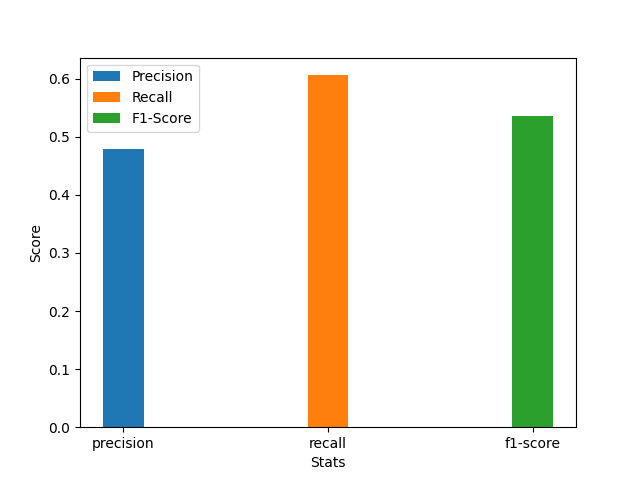 Precision
Recall
F1-Score
0.6
0.5
0.4
0.3
0.2
0.1
0.0
Score
precision recall f1-score
Stats